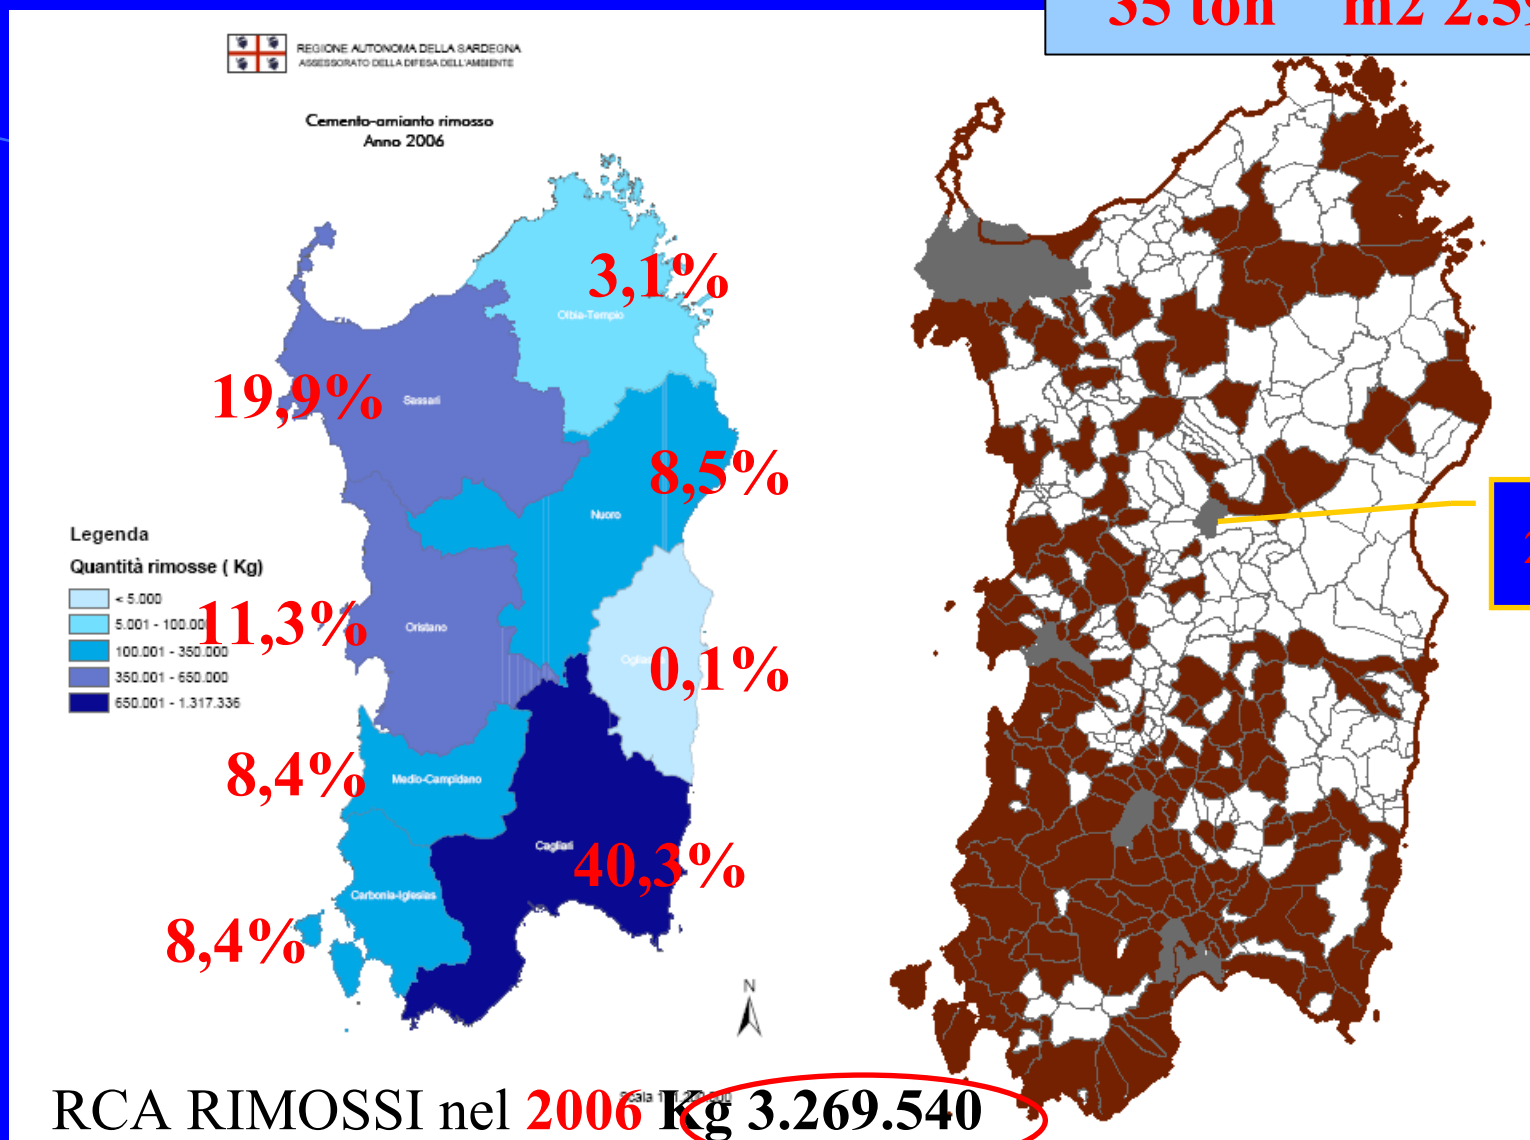 35 ton m2 2.59
REGIONE AUTONOMA DELLA SARDEGNA
ASSESSORATO DELLA DIFESA DELL'AMBIENTE
Cemento-amianto rimosso
Anno 2006
3,1%
Olbia-Tempio
19,9%
Sassari
8,5%
Nuoro
Legenda
Quantità rimosse ( Kg)
< 5.000
5.001 - 100.000
100.001 - 350.000
350.001 - 650.000
650.001 - 1.317.336
11,3%
Oristano
0,1%
8,4%
Medio-Campidano
Cagliari
40,3%
Carbonia-Iglesias
8,4%
N
RCA RIMOSSI nel 2006 Kg 3.269.540